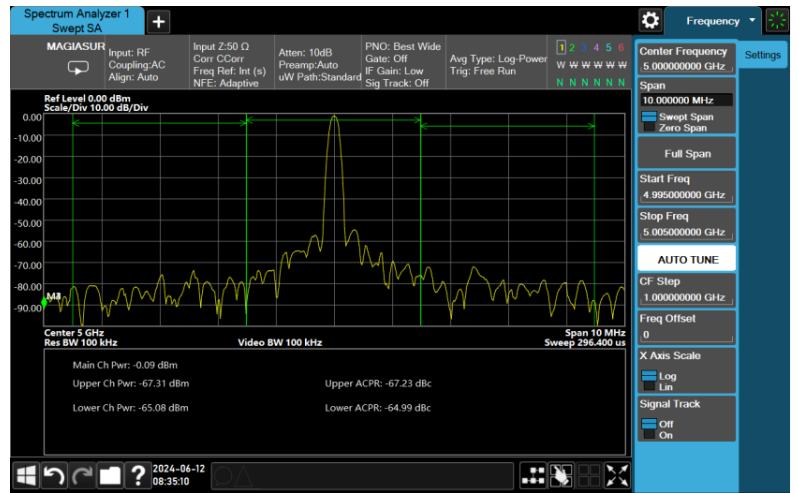 Spectrum Analyzer 1
Swept SA
Frequency
MAGIASUR
Input: RF
Coupling:AC
Align: Auto
Input Z:50 Ω
Corr CCorr
Freq Ref: Int (s)
NFE: Adaptive
Atten: 10dB
Preamp:Auto
uW Path:Standard
PNO: Best Wide
Gate: Off
IF Gain: Low
Sig Track: Off
Avg Type: Log-Power
Trig: Free Run
1 2 3 4 5 6
W W W W W W
N N N N N N
Ref Level 0.00 dBm
Scale/Div 10.00 dB/Div
0.00
-10.00
-20.00
-30.00
-40.00
-50.00
-60.00
-70.00
-80.00
-90.00
Center 5 GHz
Res BW 100 kHz
Video BW 100 kHz
Span 10 MHz
Sweep 296.400 us
Main Ch Pwr: -0.09 dBm
Upper Ch Pwr: -67.31 dBm
Upper ACPR: -67.23 dBc
Lower Ch Pwr: -65.08 dBm
Lower ACPR: -64.99 dBc
Center Frequency
5.000000000 GHz
Settings
Span
10.000000 MHz
Swept Span
Zero Span
Full Span
Start Freq
4.995000000 GHz
Stop Freq
5.005000000 GHz
AUTO TUNE
CF Step
1.000000000 GHz
Freq Offset
0
X Axis Scale
Log
Lin
Signal Track
Off
On
?
2024-06-12
08:35:10